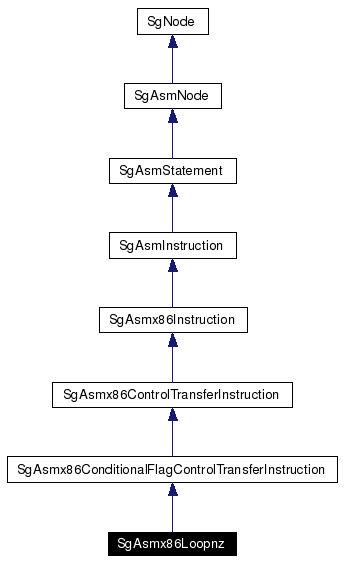 SgNode
SgAsmNode
SgAsmStatement
SgAsmInstruction
SgAsmx86Instruction
SgAsmx86ControlTransferInstruction
SgAsmx86ConditionalFlagControlTransferInstruction
SgAsmx86Loopnz